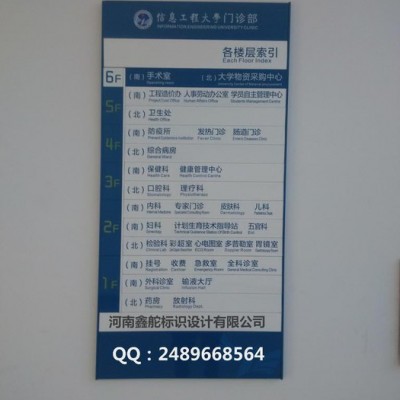 信息工程大学门诊部
INFORMATION ENGINEERING UNIVERSITY CLINIC
各楼层索引
Each Floor Index
6F （南）手术室 （北）大学物资采购中心
5F （南）工程造价办 人事劳动办公室 学员自主管理中心
（北）卫生处
Health Office
4F （南）防疫所 发热门诊 肠道门诊
（北）综合病房
3F （南）保健科 健康管理中心
Health Care
（北）口腔科 理疗科
2F （南）内科 专家门诊 皮肤科 儿科
（南）妇科 计划生育技术指导站 五官科
（北）检验科 彩超室 心电图室 多普勒室 胃镜室
1F （南）挂号 收费 急救室 全科诊室
（南）外科诊室 输液大厅
（北）药房 放射科
河南鑫舵标识设计有限公司
QQ：2489668564